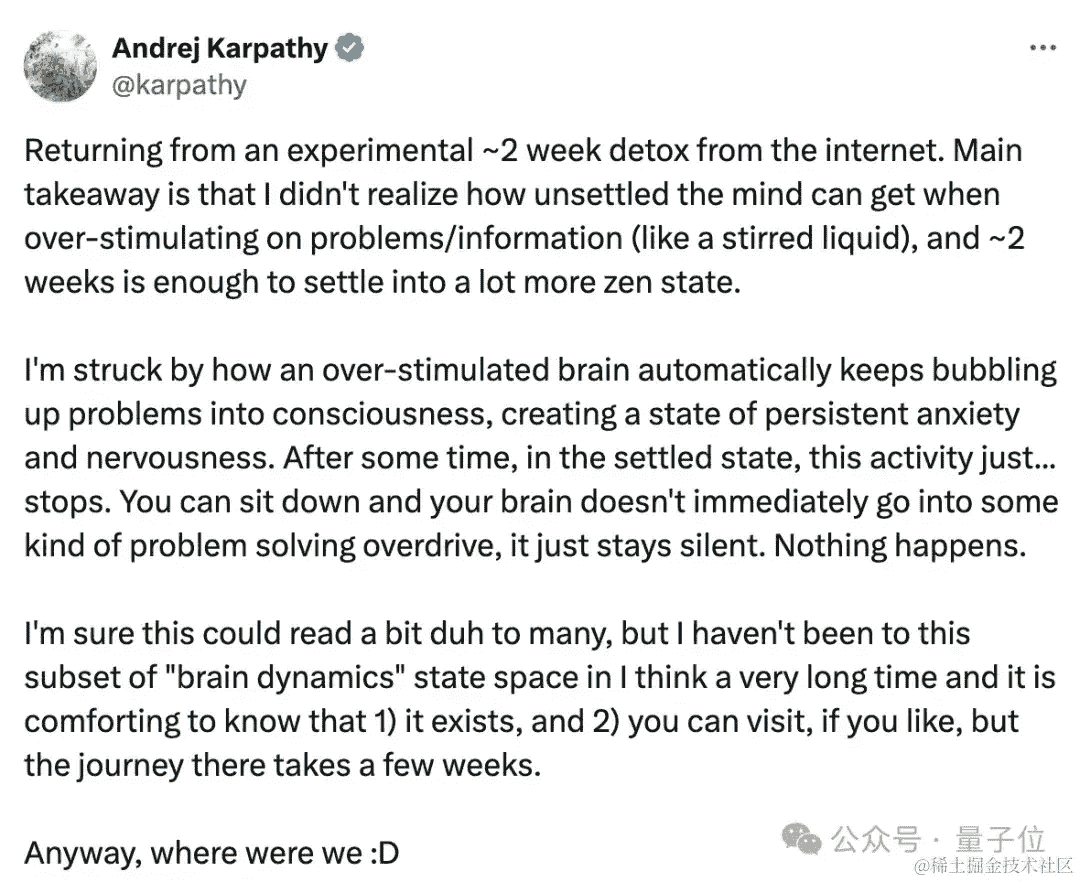 Andrej Karpathy
@karpathy
Returning from an experimental ~2 week detox from the internet. Main
takeaway is that I didn't realize how unsettled the mind can get when
over-stimulating on problems/information (like a stirred liquid), and ~2
weeks is enough to settle into a lot more zen state.
I'm struck by how an over-stimulated brain automatically keeps bubbling
up problems into consciousness, creating a state of persistent anxiety
and nervousness. After some time, in the settled state, this activity just...
stops. You can sit down and your brain doesn't immediately go into some
kind of problem solving overdrive, it just stays silent. Nothing happens.
I'm sure this could read a bit duh to many, but I haven't been to this
subset of "brain dynamics" state space in I think a very long time and it is
comforting to know that 1) it exists, and 2) you can visit, if you like, but
the journey there takes a few weeks.
Anyway, where were we :D
公众号 · 量子位
@稀土掘金技术社区